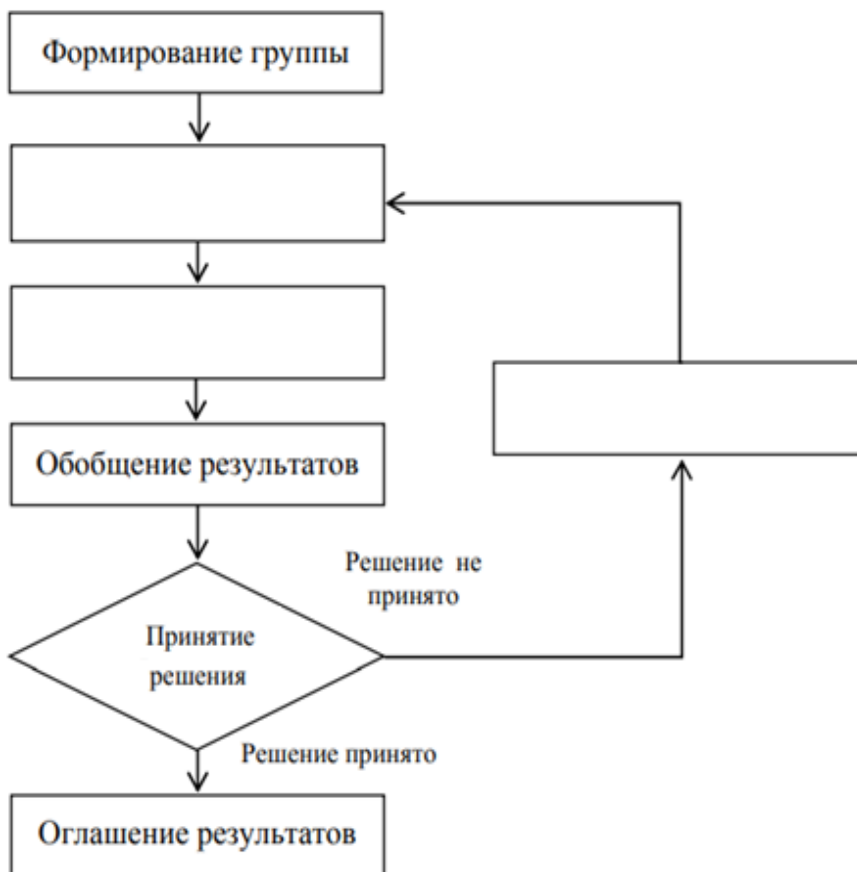 Формирование группы
Обобщение результатов
Решение не
принято
Принятие
решения
Решение принято
Оглашение результатов